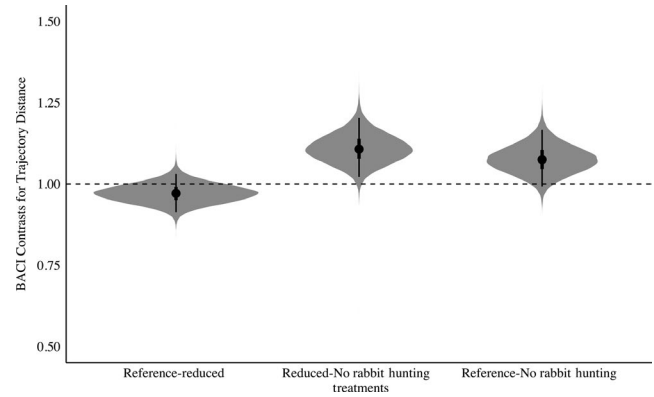 BACI Contrasts for Trajectory Distance
1.50
1.25
1.00
0.75
0.50
Reference-reduced
Reduced-No rabbit hunting
Reference-No rabbit hunting
treatments